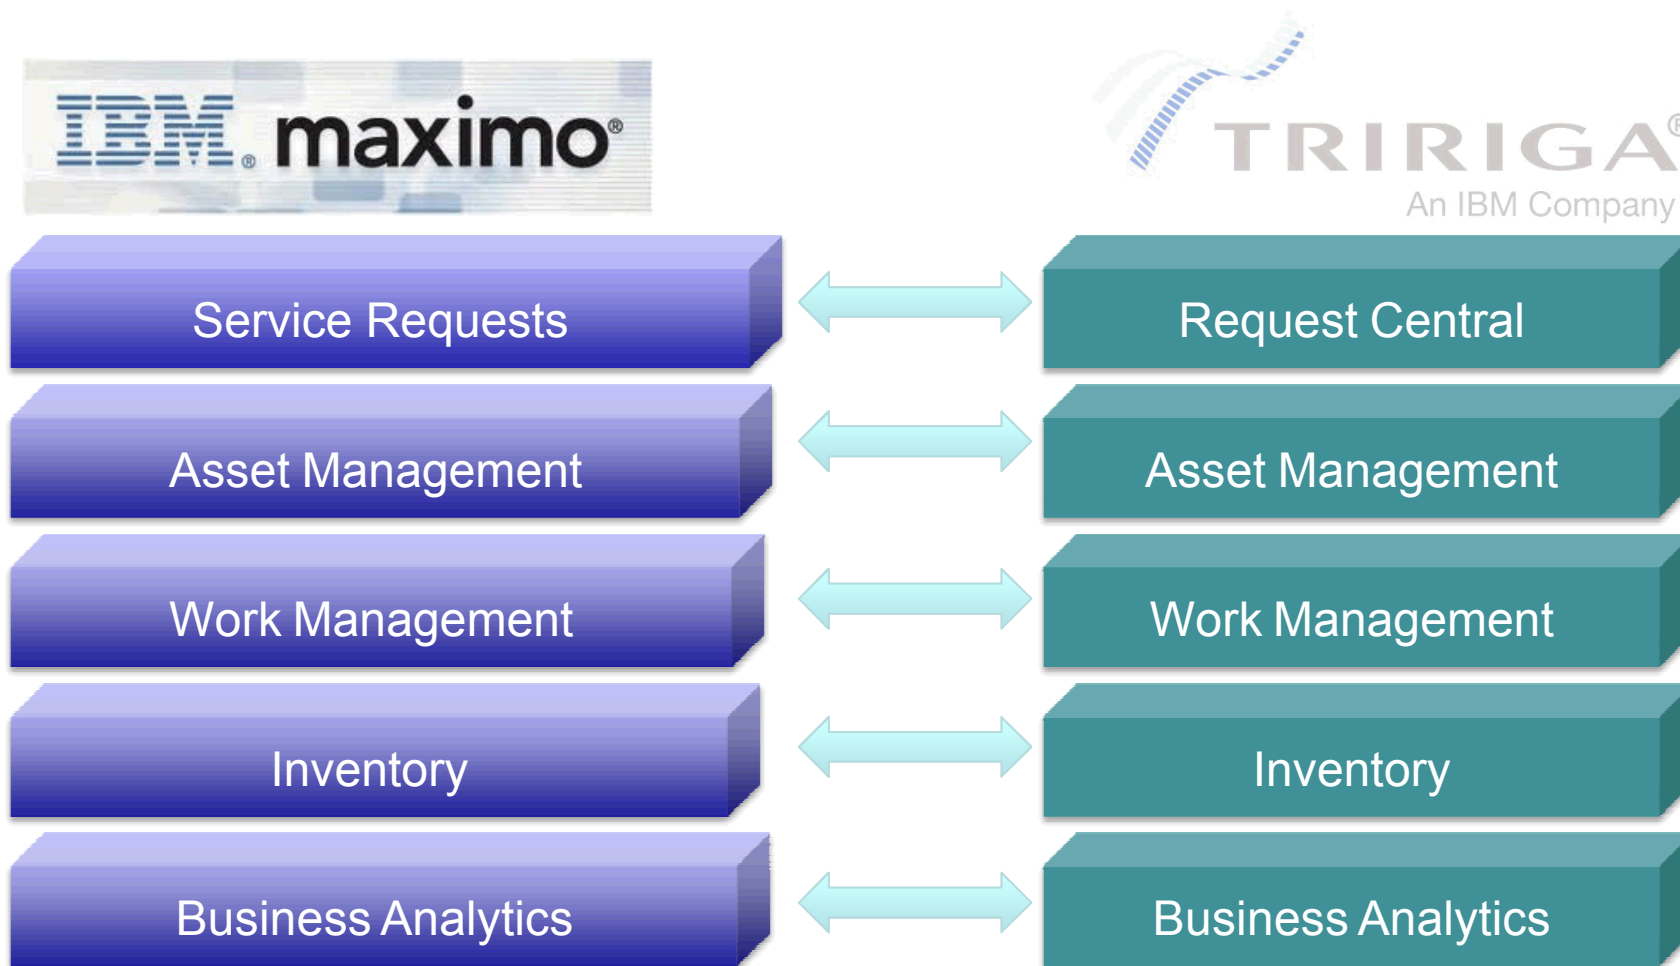 IBM® maximo®
TRIRIGA®
An IBM Company
Service Requests
Request Central
Asset Management
Asset Management
Work Management
Work Management
Inventory
Inventory
Business Analytics
Business Analytics